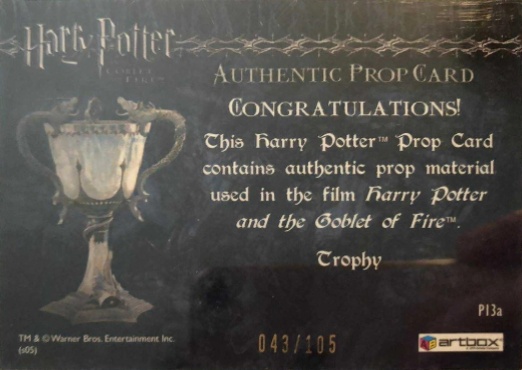 Harry Potter
AUTHENTIC PROP CARD
CONGRATULATIONS!
This Harry Potter™ Prop Card
contains authentic prop material
used in the film Harry Potter
and the Goblet of Fire™.
Trophy
P13a
TM & © Warner Bros. Entertainment Inc.
(s05)
043/105
artbox